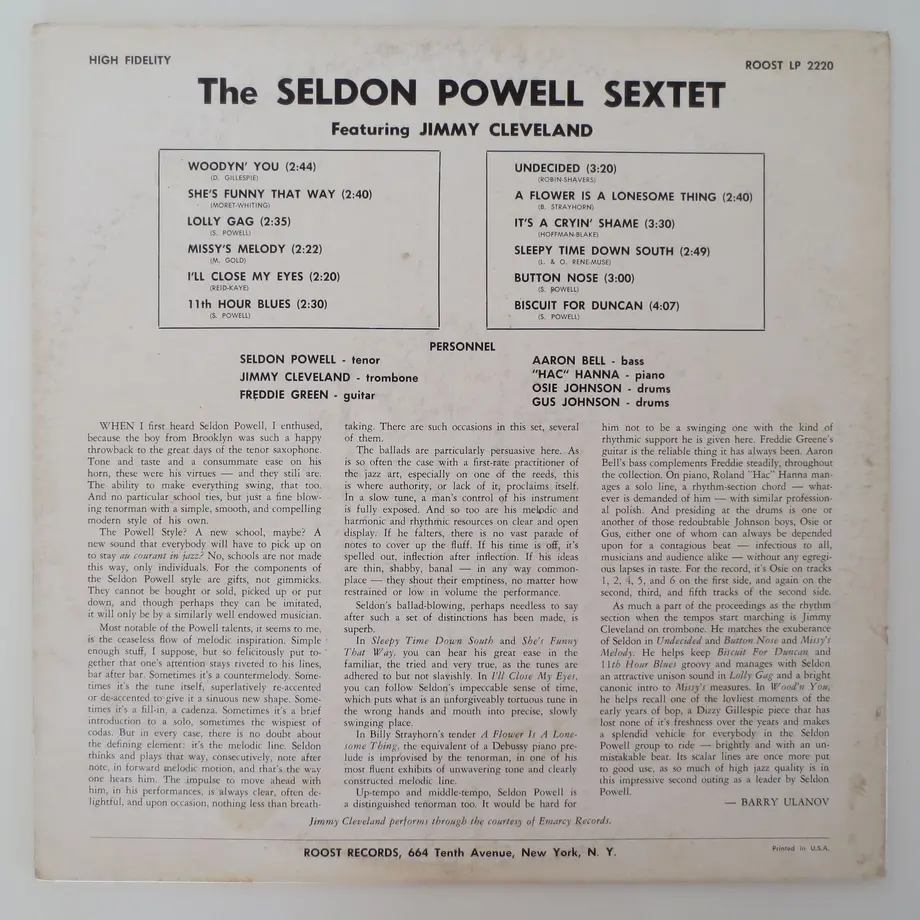 HIGH FIDELITY
ROOST LP 2220
The SELDON POWELL SEXTET
Featuring JIMMY CLEVELAND
WOODYN' YOU (2:44)
(D. GILLESPIE)
SHE'S FUNNY THAT WAY (2:40)
(MORET-WHITING)
LOLLY GAG (2:35)
(S. POWELL)
MISSY'S MELODY (2:22)
(M. GOLD)
I'LL CLOSE MY EYES (2:20)
(REID-KAYE)
11th HOUR BLUES (2:30)
(S. POWELL)
UNDECIDED (3:20)
(ROBIN-SHAVERS)
A FLOWER IS A LONESOME THING (2:40)
(B. STRAYHORN)
IT'S A CRYIN' SHAME (3:30)
(HOFFMAN-BLAKE)
SLEEPY TIME DOWN SOUTH (2:49)
(L. & O. RENE-MUSE)
BUTTON NOSE (3:00)
(S. POWELL)
BISCUIT FOR DUNCAN (4:07)
(S. POWELL)
PERSONNEL
SELDON POWELL - tenor
JIMMY CLEVELAND - trombone
FREDDIE GREEN - guitar
AARON BELL - bass
"HAC" HANNA - piano
OSIE JOHNSON - drums
GUS JOHNSON - drums
WHEN I first heard Seldon Powell, I enthused,
because the boy from Brooklyn was such a happy
throwback to the great days of the tenor saxophone.
Tone and taste and a consummate ease on his
horn, these were his virtues — and they still are.
The ability to make everything swing, that too.
And no particular school ties, but just a fine blow-
ing tenorman with a simple, smooth, and compelling
modern style of his own.
The Powell Style? A new school, maybe? A
new sound that everybody will have to pick up on
to stay au courant in jazz? No, schools are not made
this way, only individuals. For the components of
the Seldon Powell style are gifts, not gimmicks.
They cannot be bought or sold, picked up or put
down, and though perhaps they can be imitated,
it will only be by a similarly well endowed musician.
Most notable of the Powell talents, it seems to me,
is the ceaseless flow of melodic inspiration. Simple
enough stuff, I suppose, but so felicitously put to-
gether that one's attention stays riveted to his lines,
bar after bar. Sometimes it's a countermelody. Some-
times it's the tune itself, superlatively re-accented
or de-accented to give it a sinuous new shape. Some-
times it's a fill-in, a cadenza. Sometimes it's a brief
introduction to a solo, sometimes the wispiest of
codas. But in every case, there is no doubt about
the defining element: it's the melodic line. Seldon
thinks and plays that way, consecutively, note after
note, in forward melodic motion, and that's the way
one hears him. The impulse to move ahead with
him, in his performances, is always clear, often de-
lightful, and upon occasion, nothing less than breath-
taking. There are such occasions in this set, several
of them.
The ballads are particularly persuasive here. As
is so often the case with a first-rate practitioner of
the jazz art, especially on one of the reeds, this
is where authority, or lack of it, proclaims itself.
In a slow tune, a man's control of his instrument
is fully exposed. And so too are his melodic and
harmonic and rhythmic resources on clear and open
display. If he falters, there is no vast parade of
notes to cover up the fluff. If his time is off, it's
spelled out, inflection after inflection. If his ideas
are thin, shabby, banal — in any way common-
place — they shout their emptiness, no matter how
restrained or low in volume the performance.
Seldon's ballad-blowing, perhaps needless to say
after such a set of distinctions has been made, is
superb.
In Sleepy Time Down South and She's Funny
That Way, you can hear his great ease in the
familiar, the tried and very true, as the tunes are
adhered to but not slavishly. In I'll Close My Eyes,
you can follow Seldon's impeccable sense of time,
which puts what is an unforgiveably tortuous tune in
the wrong hands and mouth into precise, slowly
swinging place.
In Billy Strayhorn's tender A Flower Is A Lone-
some Thing, the equivalent of a Debussy piano pre-
lude is improvised by the tenorman, in one of his
most fluent exhibits of unwavering tone and clearly
constructed melodic line.
Up-tempo and middle-tempo, Seldon Powell is
a distinguished tenorman too. It would be hard for
him not to be a swinging one with the kind of
rhythmic support he is given here. Freddie Greene's
guitar is the reliable thing it has always been. Aaron
Bell's bass complements Freddie steadily, throughout
the collection. On piano, Roland "Hac" Hanna man-
ages a solo line, a rhythm-section chord — what-
ever is demanded of him — with similar profession-
al polish. And presiding at the drums is one or
another of those redoubtable Johnson boys, Osie or
Gus, either one of whom can always be depended
upon for a contagious beat — infectious to all,
musicians and audience alike — without any egregi-
ous lapses in taste. For the record, it's Osie on tracks
1, 2, 4, 5, and 6 on the first side, and again on the
second, third, and fifth tracks of the second side.
As much a part of the proceedings as the rhythm
section when the tempos start marching is Jimmy
Cleveland on trombone. He matches the exuberance
of Seldon in Undecided and Button Nose and Missy's
Melody. He helps keep Biscuit For Duncan and
11th Hour Blues groovy and manages with Seldon
an attractive unison sound in Lolly Gag and a bright
canonic intro to Missy's measures. In Wood'n You,
he helps recall one of the loveliest moments of the
early years of bop, a Dizzy Gillespie piece that has
lost none of it's freshness over the years and makes
a splendid vehicle for everybody in the Seldon
Powell group to ride — brightly and with an un-
mistakable beat. Its scalar lines are once more put
to good use, as so much of high jazz quality is in
this impressive second outing as a leader by Seldon
Powell.
— BARRY ULANOV
Jimmy Cleveland performs through the courtesy of Emarcy Records.
ROOST RECORDS, 664 Tenth Avenue, New York, N. Y.
Printed in U.S.A.